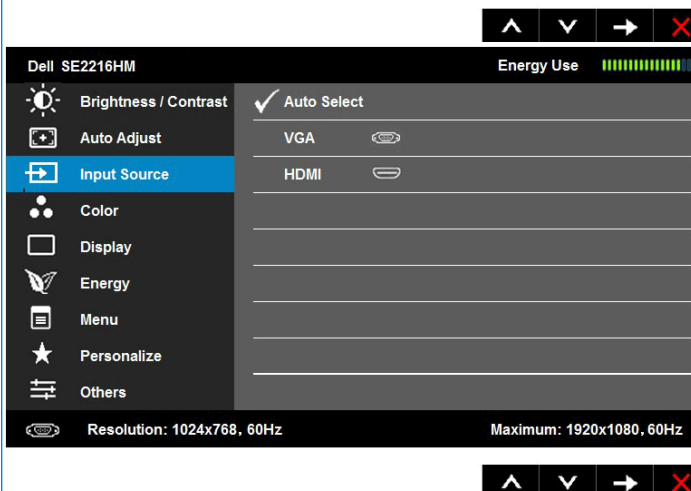 Dell SE2216HM Energy Use
Brightness / Contrast Auto Select
Auto Adjust VGA
Input Source HDMI
Color
Display
Energy
Menu
Personalize
Others
Resolution: 1024x768, 60Hz Maximum: 1920x1080, 60Hz